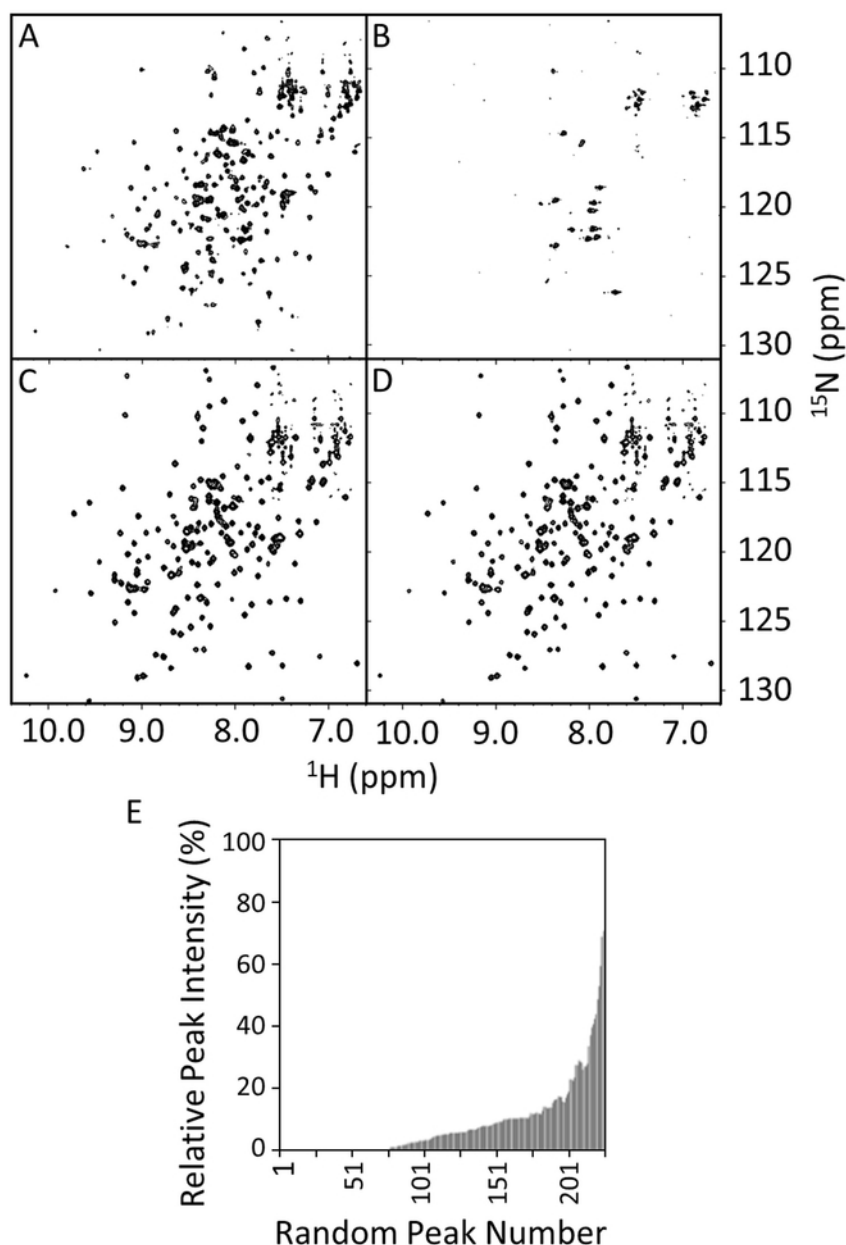 A
B
110
115
120
125
130
C
D
110
115
120
125
130
¹⁵N (ppm)
10.0 9.0 8.0 7.0 10.0 9.0 8.0 7.0
¹H (ppm)
E
100
80
60
40
20
0
Relative Peak Intensity (%)
1 51 101 151 201
Random Peak Number